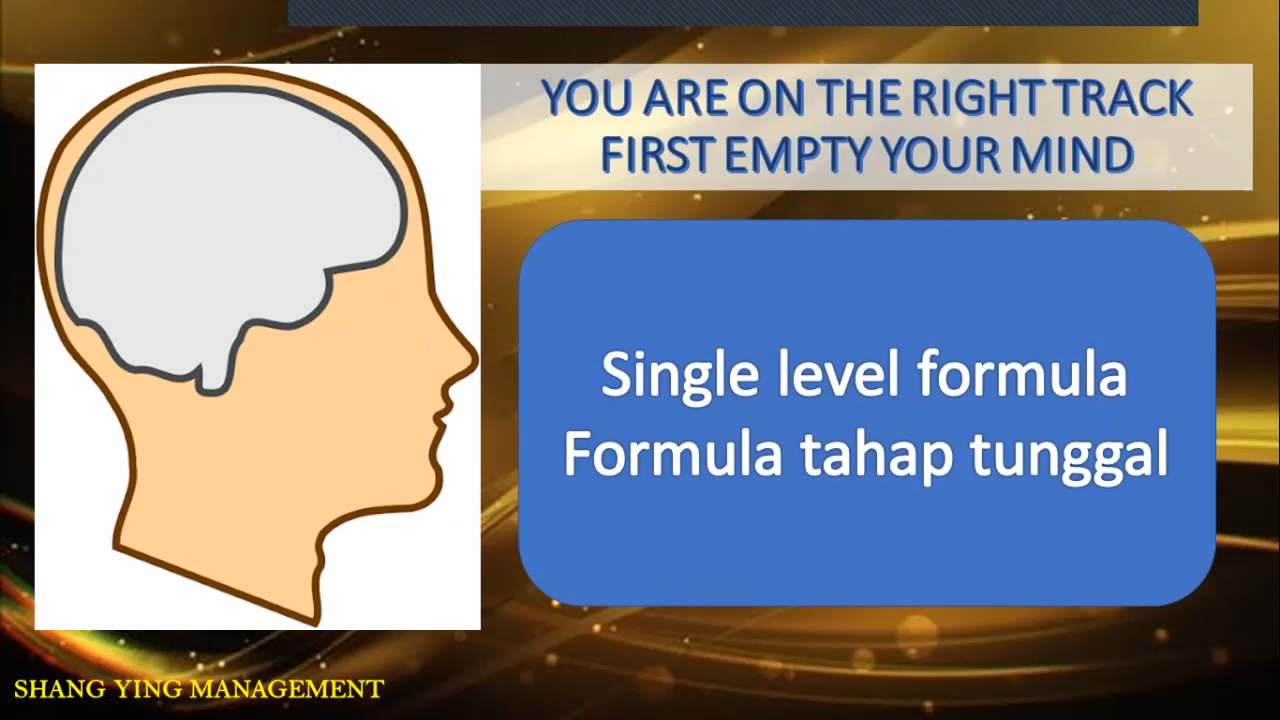 YOU ARE ON THE RIGHT TRACK
FIRST EMPTY YOUR MIND
Single level formula
Formula tahap tunggal
SHANG YING MANAGEMENT